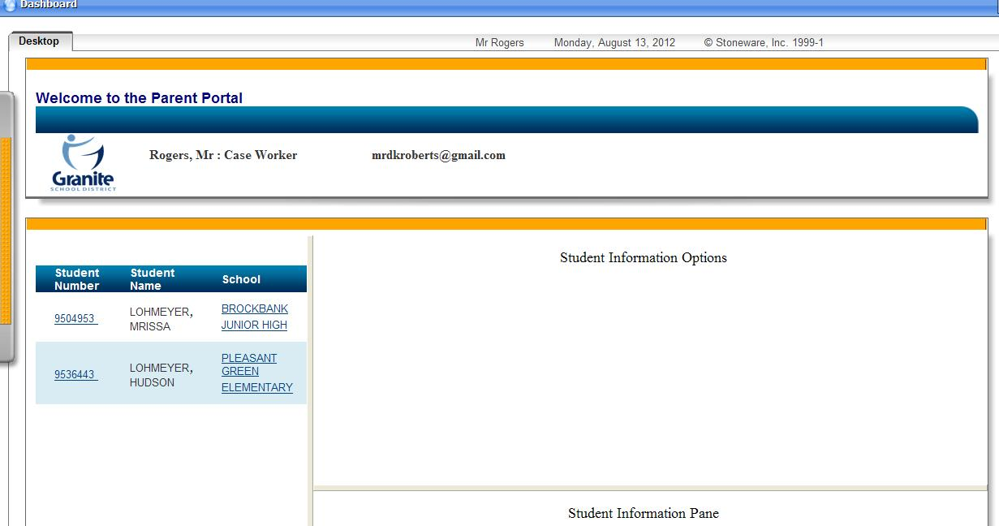 Dashboard
Desktop
Mr Rogers Monday, August 13, 2012 © Stoneware, Inc. 1999-1
Welcome to the Parent Portal
Rogers, Mr : Case Worker mrdkroberts@gmail.com
Granite
SCHOOL DISTRICT
Student Information Options
Student Number Student Name School
9504953 LOHMEYER, MRISSA BROCKBANK JUNIOR HIGH
9536443 LOHMEYER, HUDSON PLEASANT GREEN ELEMENTARY
Student Information Pane